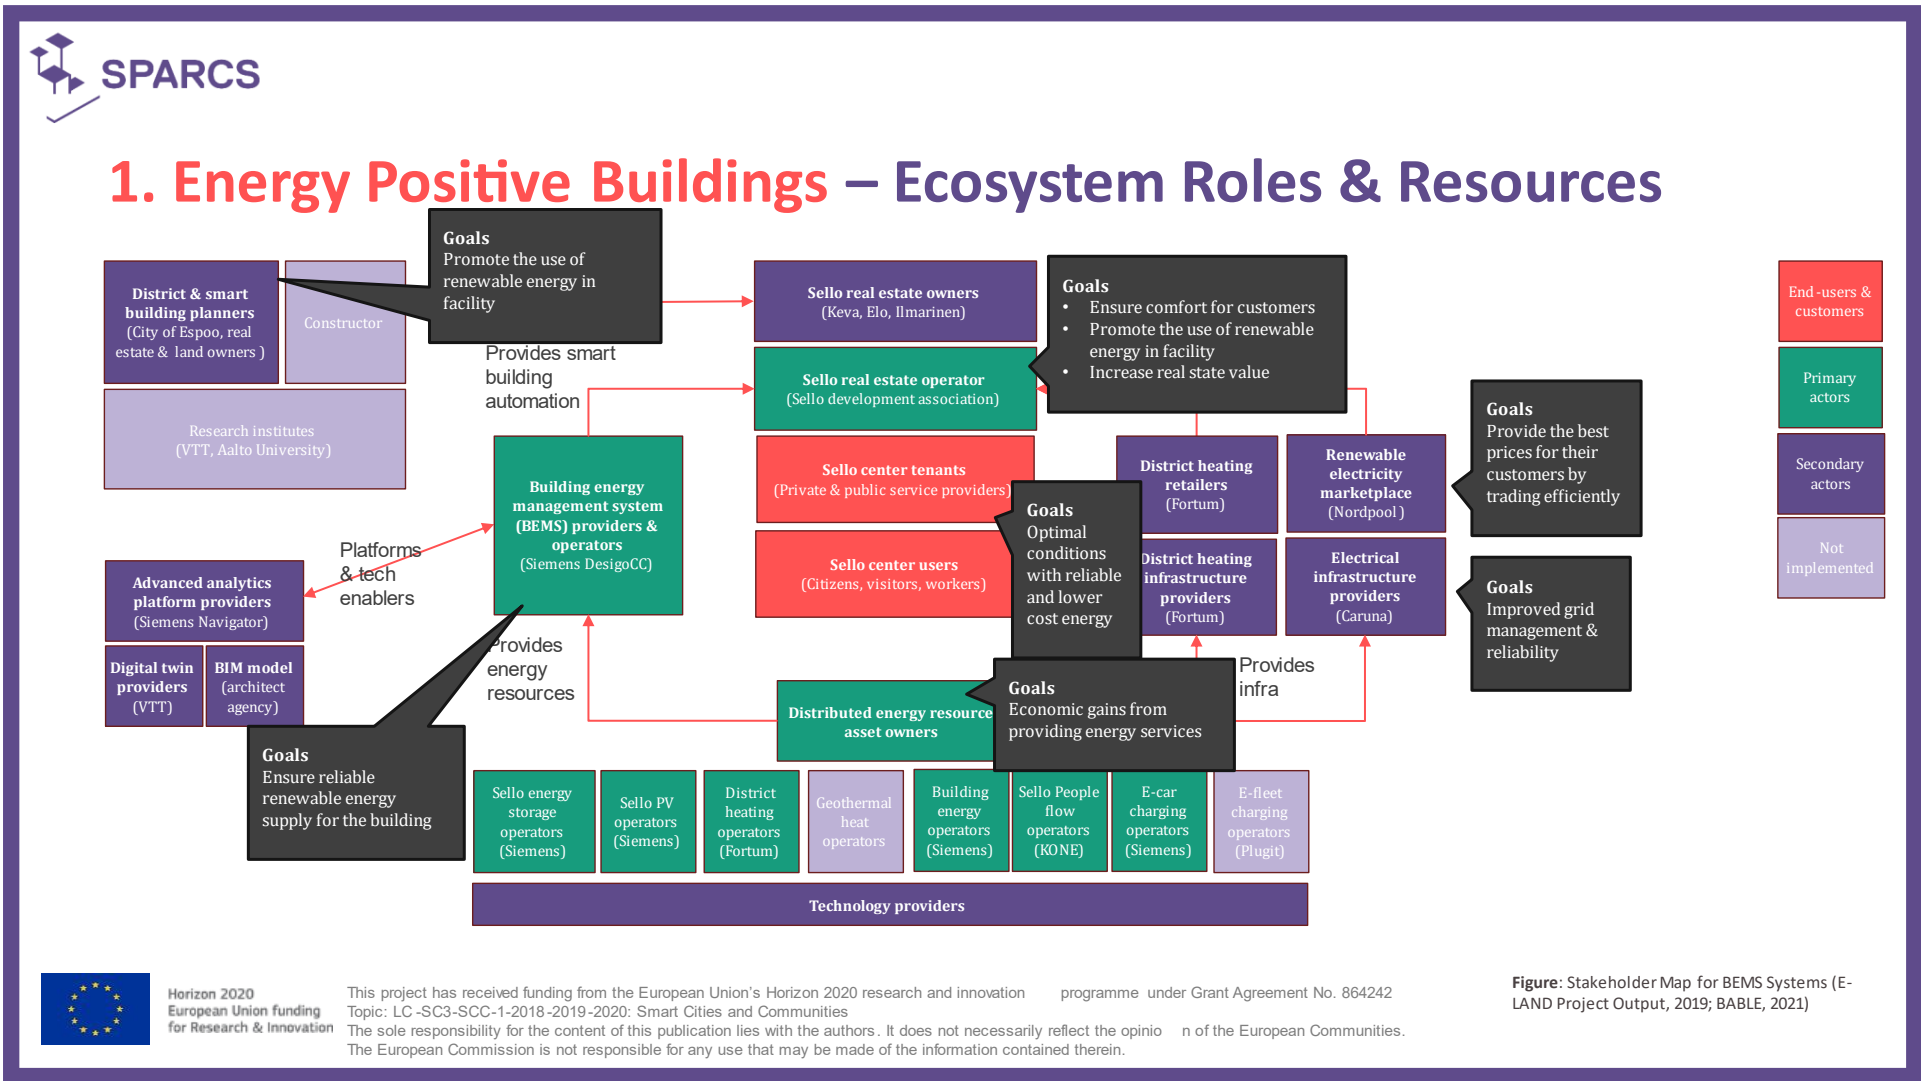 SPARCS
1. Energy Positive Buildings – Ecosystem Roles & Resources
Goals
Promote the use of
renewable energy in
facility
District & smart
building planners
(City of Espoo, real
estate & land owners )
Constructor
Research institutes
(VTT, Aalto University)
Provides smart
building
automation
Sello real estate owners
(Keva, Elo, Ilmarinen)
Sello real estate operator
(Sello development association)
Sello center tenants
(Private & public service providers)
Sello center users
(Citizens, visitors, workers)
Goals
• Ensure comfort for customers
• Promote the use of renewable
energy in facility
• Increase real state value
Goals
Optimal
conditions
with reliable
and lower
cost energy
District heating
retailers
(Fortum)
Renewable
electricity
marketplace
(Nordpool )
District heating
infrastructure
providers
(Fortum)
Electrical
infrastructure
providers
(Caruna)
Goals
Provide the best
prices for their
customers by
trading efficiently
Goals
Improved grid
management &
reliability
End -users &
customers
Primary
actors
Secondary
actors
Not
implemented
Building energy
management system
(BEMS) providers &
operators
(Siemens DesigoCC)
Platforms
& tech
enablers
Advanced analytics
platform providers
(Siemens Navigator)
Digital twin
providers
(VTT)
BIM model
(architect
agency)
Provides
energy
resources
Goals
Ensure reliable
renewable energy
supply for the building
Distributed energy resource
asset owners
Goals
Economic gains from
providing energy services
Provides
infra
Sello energy
storage
operators
(Siemens)
Sello PV
operators
(Siemens)
District
heating
operators
(Fortum)
Geothermal
heat
operators
Building
energy
operators
(Siemens)
Sello People
flow
operators
(KONE)
E-car
charging
operators
(Siemens)
E-fleet
charging
operators
(Plugit)
Technology providers
Horizon 2020
European Union funding
for Research & Innovation
This project has received funding from the European Union's Horizon 2020 research and innovation programme under Grant Agreement No. 864242
Topic: LC -SC3-SCC-1-2018 -2019 -2020: Smart Cities and Communities
The sole responsibility for the content of this publication lies with the authors. It does not necessarily reflect the opinio n of the European Communities.
The European Commission is not responsible for any use that may be made of the information contained therein.
Figure: Stakeholder Map for BEMS Systems (E-
LAND Project Output, 2019; BABLE, 2021)